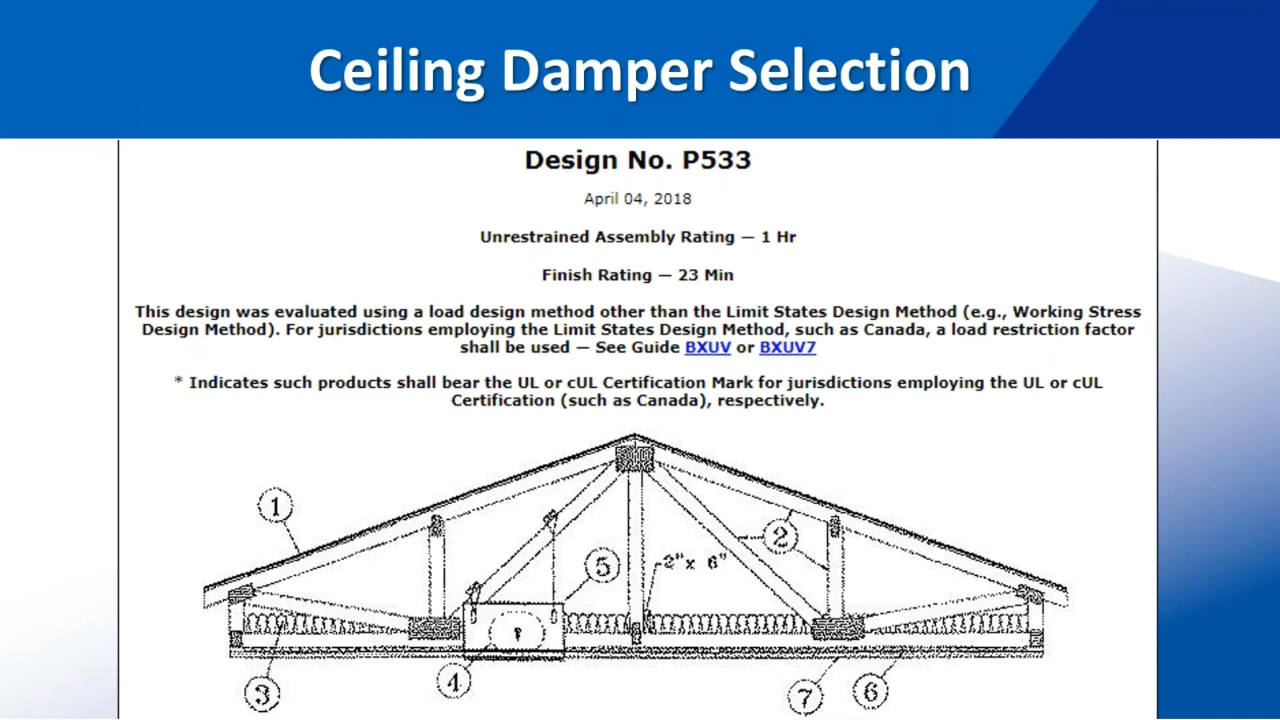 Ceiling Damper Selection
Design No. P533
April 04, 2018
Unrestrained Assembly Rating — 1 Hr
Finish Rating — 23 Min
This design was evaluated using a load design method other than the Limit States Design Method (e.g., Working Stress
Design Method). For jurisdictions employing the Limit States Design Method, such as Canada, a load restriction factor
shall be used — See Guide BXUV or BXUV7
* Indicates such products shall bear the UL or cUL Certification Mark for jurisdictions employing the UL or cUL
Certification (such as Canada), respectively.
1
2
5
2" x 6"
3
4
7
6